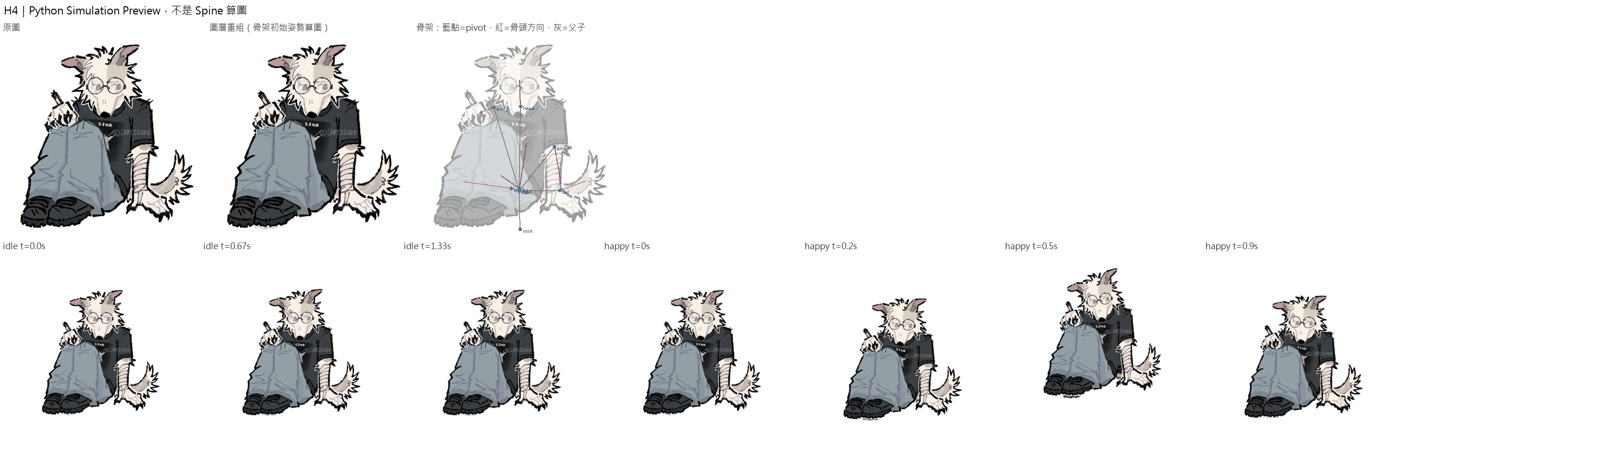 H4 | Python Simulation Preview，不是 Spine 算圖
原圖
圖層重組（骨架初始姿勢算圖）
骨架：藍點=pivot、紅=骨頭方向、灰=父子
root
idle t=0.0s
idle t=0.67s
idle t=1.33s
happy t=0s
happy t=0.2s
happy t=0.5s
happy t=0.9s